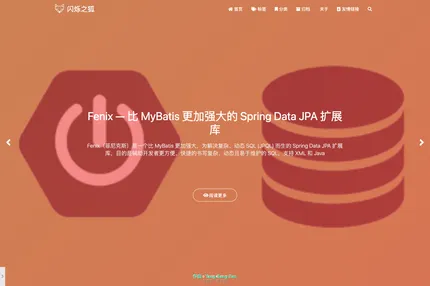 闪烁之狐
首页 标签 分类 归档 关于 友情链接
Fenix — 比 MyBatis 更加强大的 Spring Data JPA 扩展
库
Fenix（菲尼克斯）是一个比 MyBatis 更加强大，为解决复杂、动态 SQL (JPQL) 而生的 Spring Data JPA 扩
展库，目的是辅助开发者更方便、快捷的书写复杂、动态且易于维护的 SQL，支持 XML 和 Java
阅读更多